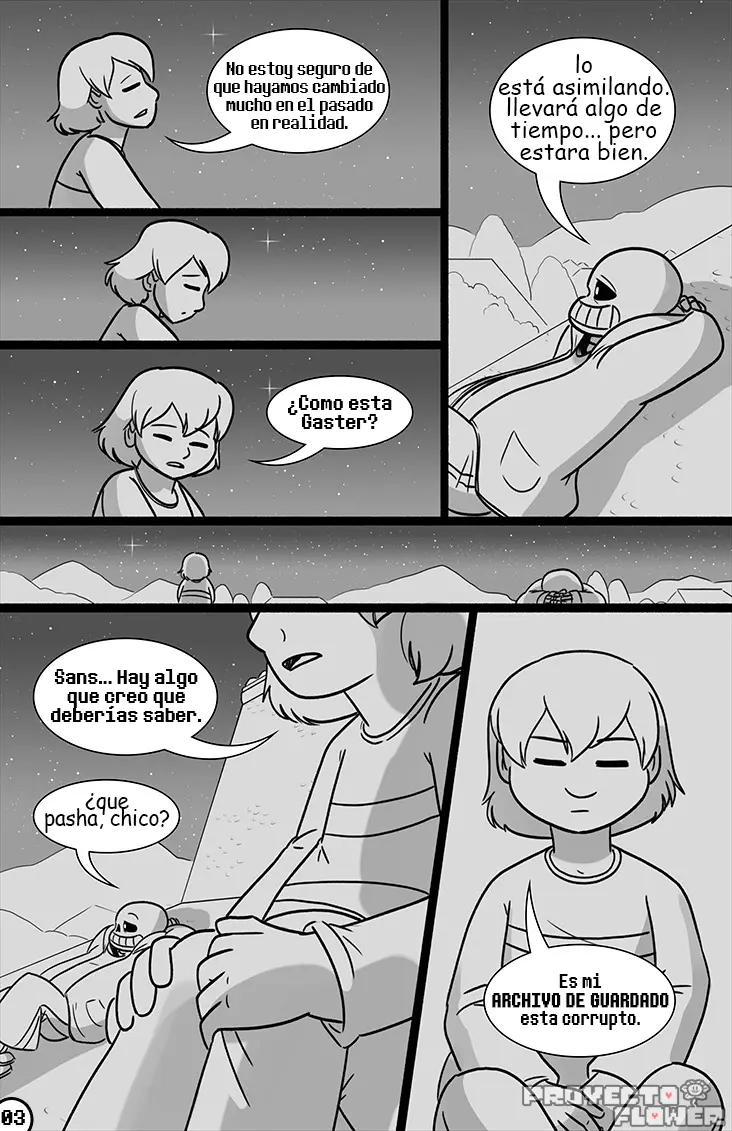 No estoy seguro de
que hayamos cambiado
mucho en el pasado
en realidad.
¿Como esta
Gaster?
lo
está asimilando.
llevará algo de
tiempo... pero
estara bien.
Sans... Hay algo
que creo que
deberías saber.
¿que
pasha, chico?
Es mi
ARCHIVO DE GUARDADO
esta corrupto.
03
PROYECTO
FLOWER